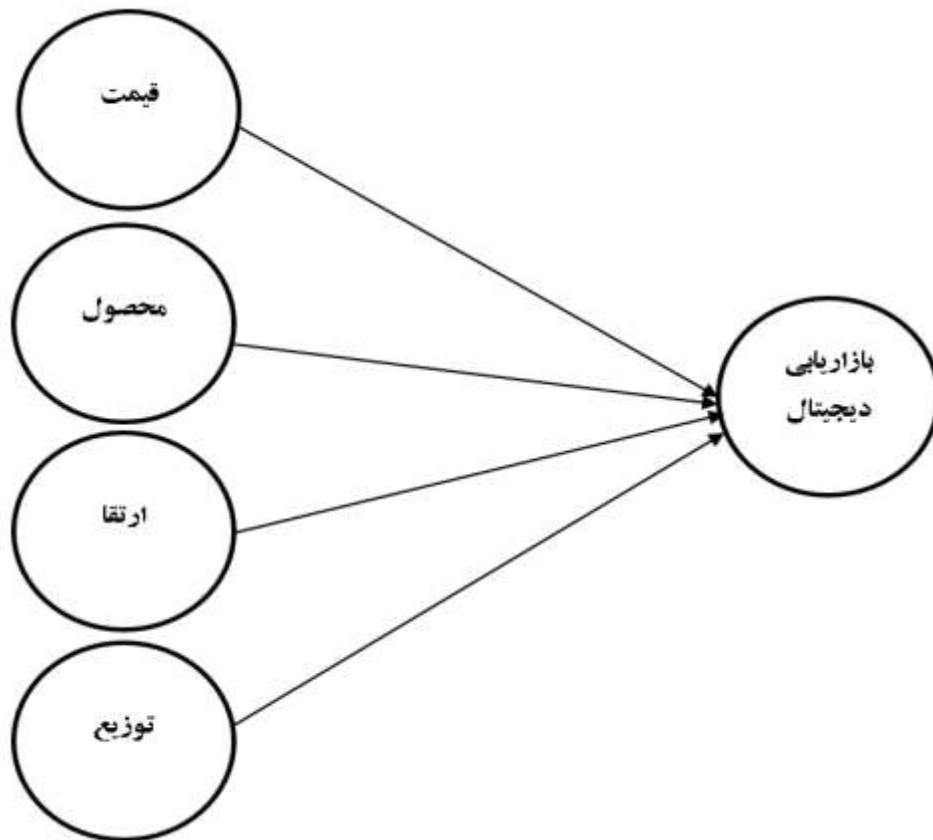 قیمت
محصول
بازاریابی
دیجیتال
ارتقا
توزیع